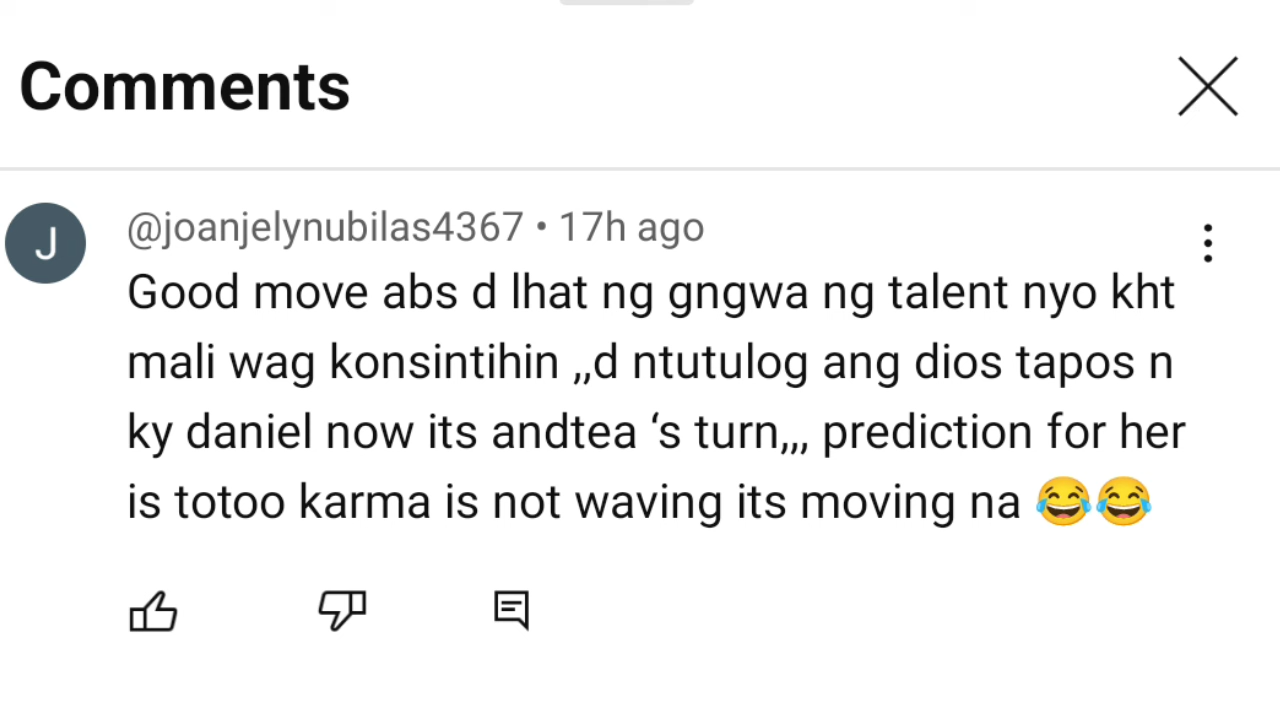 Comments
J
@joanjelynubilas4367 • 17h ago
Good move abs d lhat ng gngwa ng talent nyo kht
mali wag konsintihin ,,d ntutulog ang dios tapos n
ky daniel now its andtea ‘s turn,,, prediction for her
is totoo karma is not waving its moving na 😂😂